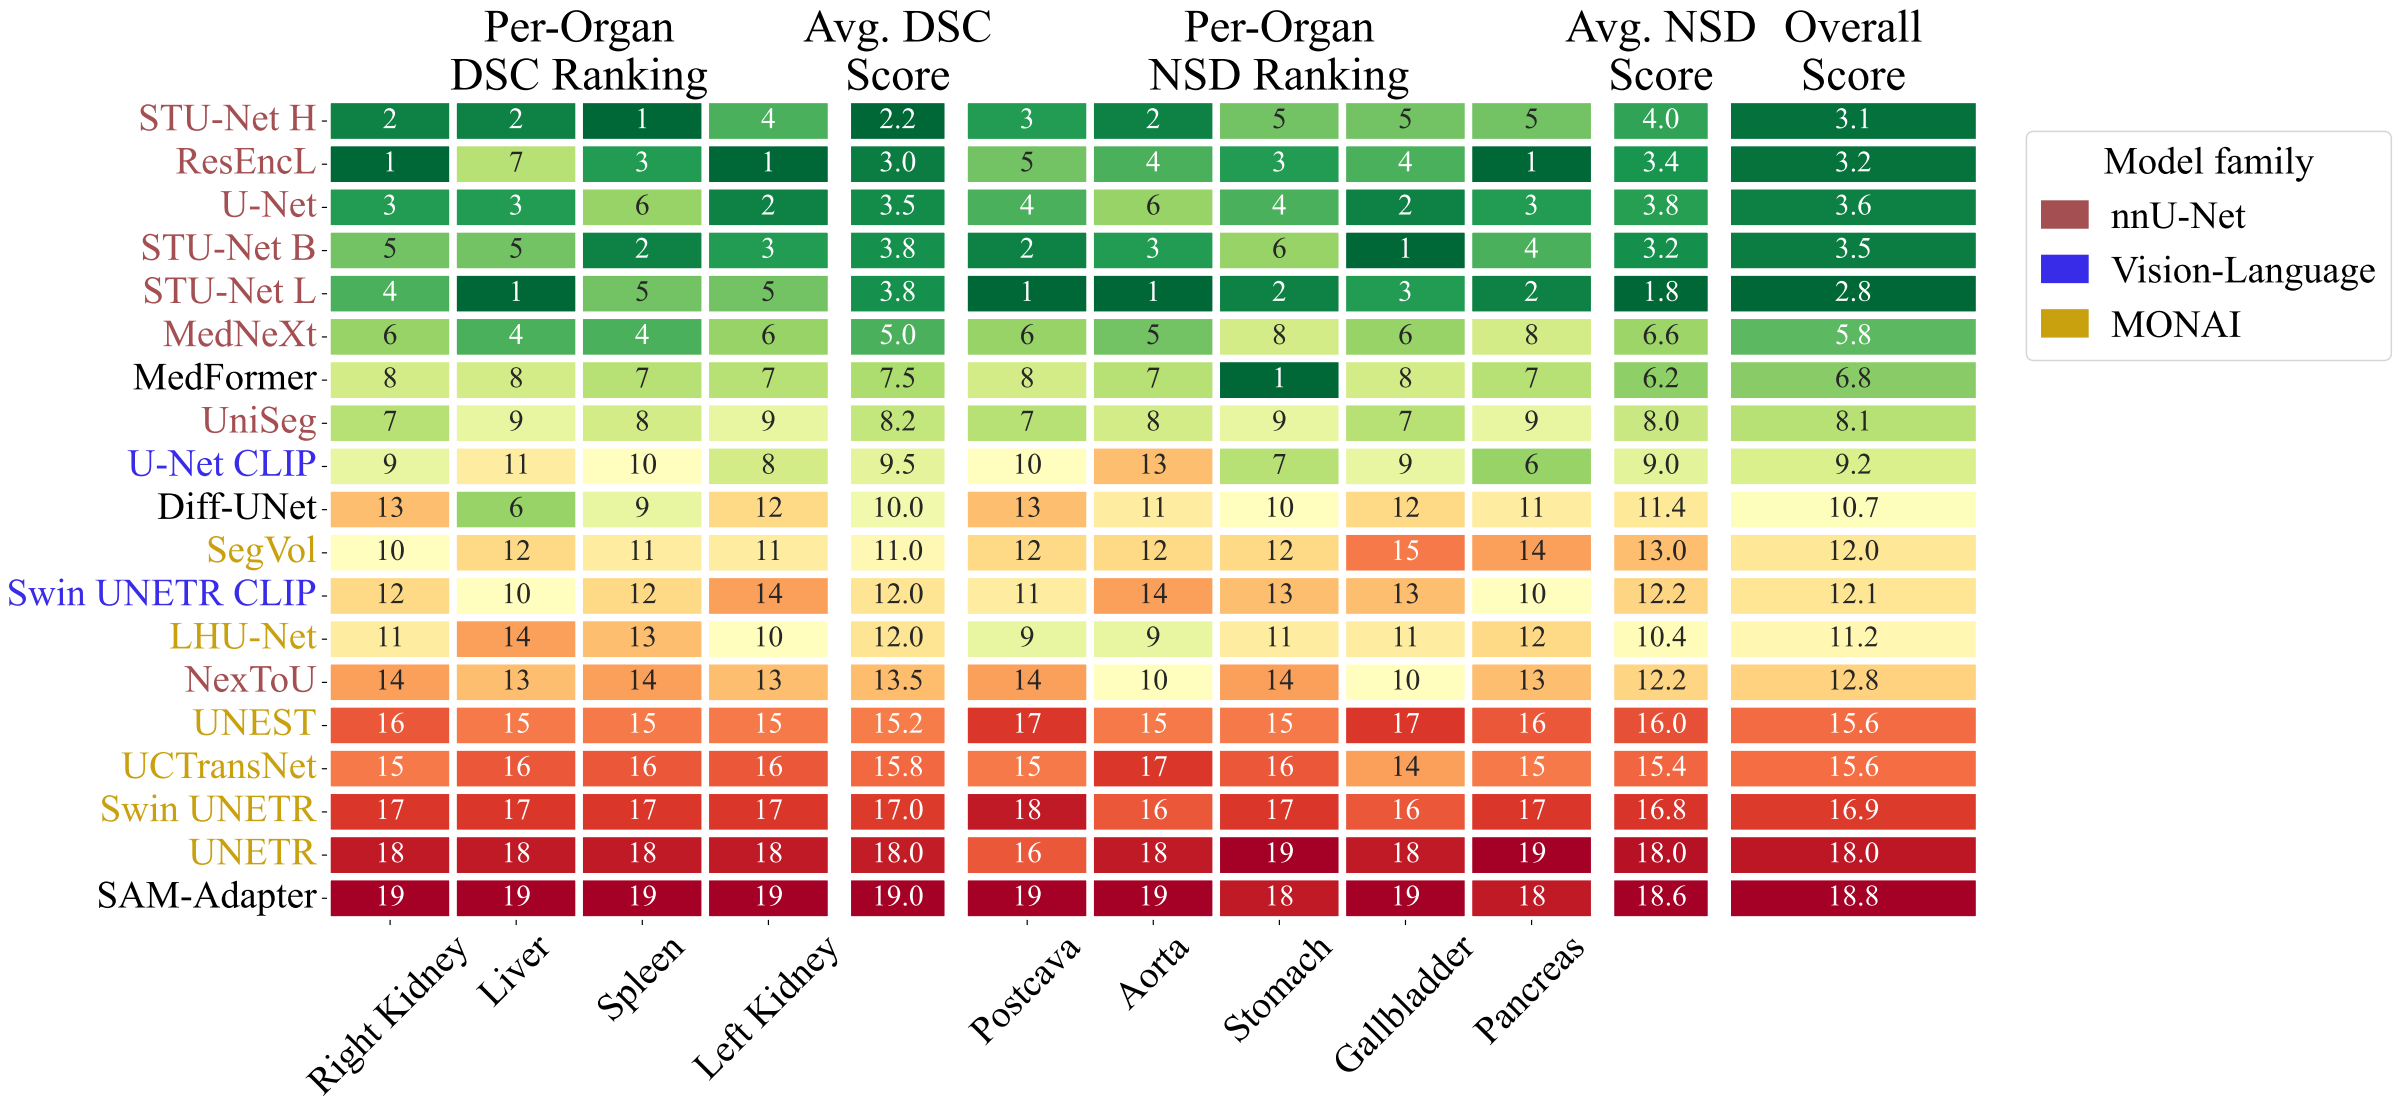 Per-Organ Avg. DSC Per-Organ Avg. NSD Overall
DSC Ranking Score NSD Ranking Score Score
STU-Net H 2 2 1 4 2.2 3 2 5 5 5 4.0 3.1
ResEncL 1 7 3 1 3.0 5 4 3 4 1 3.4 3.2
U-Net 3 3 6 2 3.5 4 6 4 2 3 3.8 3.6
STU-Net B 5 5 2 3 3.8 2 3 6 1 4 3.2 3.5
STU-Net L 4 1 5 5 3.8 1 1 2 3 2 1.8 2.8
MedNeXt 6 4 4 6 5.0 6 5 8 6 8 6.6 5.8
MedFormer 8 8 7 7 7.5 8 7 1 8 7 6.2 6.8
UniSeg 7 9 8 9 8.2 7 8 9 7 9 8.0 8.1
U-Net CLIP 9 11 10 8 9.5 10 13 7 9 6 9.0 9.2
Diff-UNet 13 6 9 12 10.0 13 11 10 12 11 11.4 10.7
SegVol 10 12 11 11 11.0 12 12 12 15 14 13.0 12.0
Swin UNETR CLIP 12 10 12 14 12.0 11 14 13 13 10 12.2 12.1
LHU-Net 11 14 13 10 12.0 9 9 11 11 12 10.4 11.2
NexToU 14 13 14 13 13.5 14 10 14 10 13 12.2 12.8
UNEST 16 15 15 15 15.2 17 15 15 17 16 16.0 15.6
UCTransNet 15 16 16 16 15.8 15 17 16 14 15 15.4 15.6
Swin UNETR 17 17 17 17 17.0 18 16 17 16 17 16.8 16.9
UNETR 18 18 18 18 18.0 16 18 19 18 19 18.0 18.0
SAM-Adapter 19 19 19 19 19.0 19 19 18 19 18 18.6 18.8
Right Kidney Liver Spleen Left Kidney Postcava Aorta Stomach Gallbladder Pancreas
Model family
nnU-Net
Vision-Language
MONAI